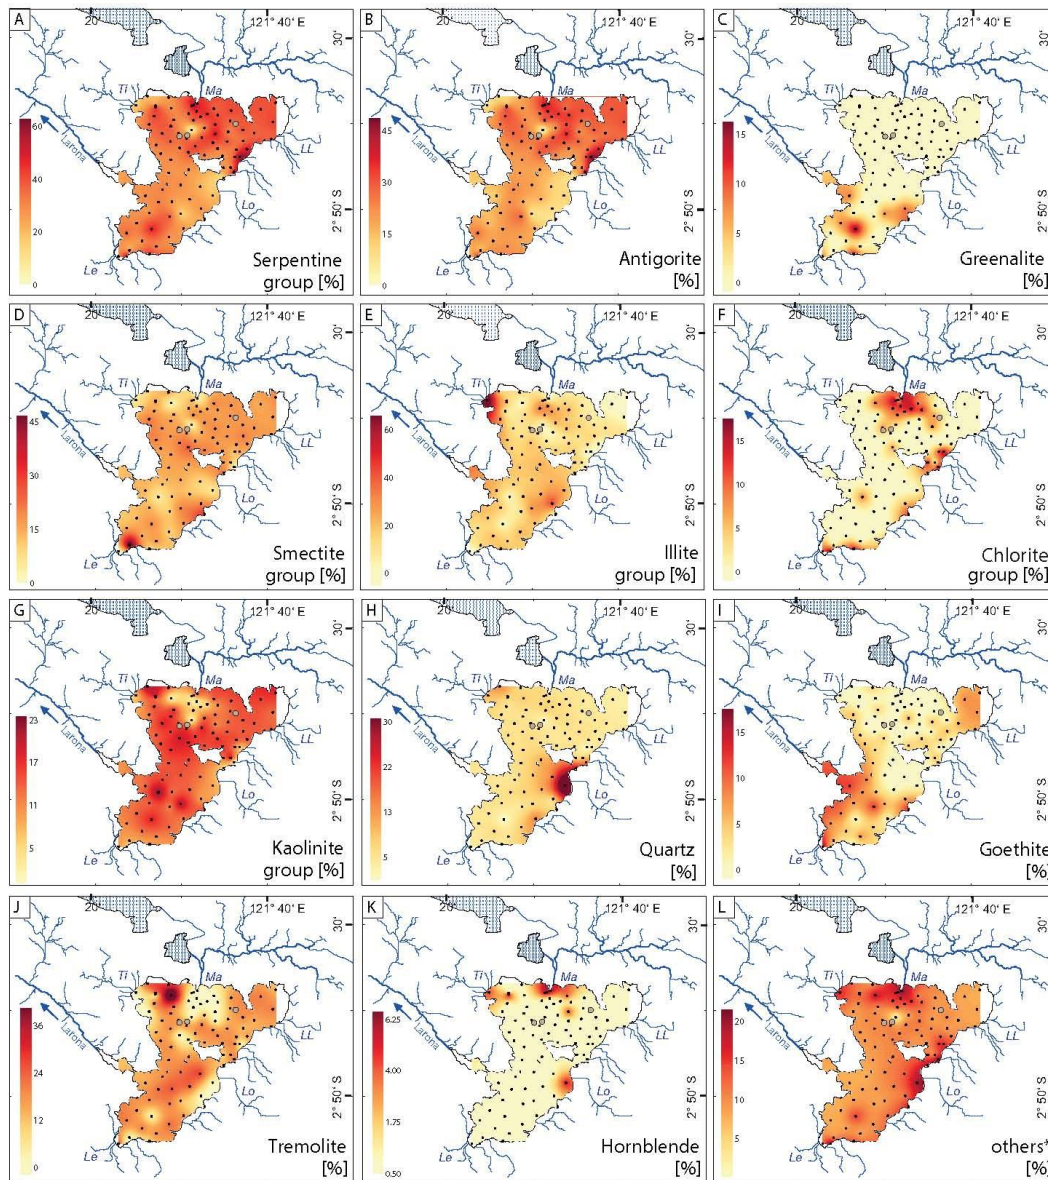 A
20'
121° 40' E
30'
Ti
Ma
60
40
20
0
Larona
LL
Lo
2° 50' S
Le
Serpentine
group [%]
B
20'
121° 40' E
30'
Ti
Ma
45
30
15
0
Larona
LL
Lo
2° 50' S
Antigorite
[%]
C
20'
121° 40' E
30'
Ti
Ma
15
10
5
0
Larona
LL
Lo
2° 50' S
Greenalite
[%]
D
20'
121° 40' E
30'
Ti
Ma
45
30
15
0
Larona
LL
Lo
2° 50' S
Le
Smectite
group [%]
E
20'
121° 40' E
30'
Ti
Ma
60
40
20
0
Larona
LL
Lo
2° 50' S
Illite
group [%]
F
20'
121° 40' E
30'
Ti
Ma
15
10
5
0
Larona
LL
Lo
2° 50' S
Chlorite
group [%]
G
20'
121° 40' E
30'
Ti
Ma
23
17
11
5
Larona
LL
Lo
2° 50' S
Le
Kaolinite
group [%]
H
20'
121° 40' E
30'
Ti
Ma
30
22
13
5
Larona
LL
Lo
2° 50' S
Quartz
[%]
I
20'
121° 40' E
30'
Ti
Ma
15
10
5
0
Larona
LL
Lo
2° 50' S
Goethite
[%]
J
20'
121° 40' E
30'
Ti
Ma
36
24
12
0
Larona
LL
Lo
2° 50' S
Le
Tremolite
[%]
K
20'
121° 40' E
30'
Ti
Ma
6.25
4.00
1.75
0.50
Larona
LL
Lo
2° 50' S
Hornblende
[%]
L
20'
121° 40' E
30'
Ti
Ma
20
15
10
5
Larona
LL
Lo
2° 50' S
others*
[%]